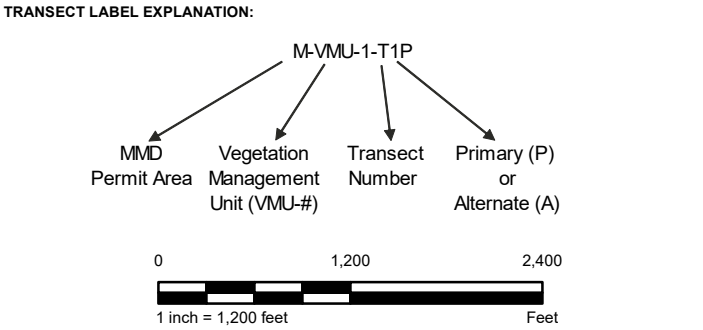 TRANSECT LABEL EXPLANATION:
M-VMU-1-T1P
MMD
Permit Area
Vegetation
Management
Unit (VMU-#)
Transect
Number
Primary (P)
or
Alternate (A)
0 1,200 2,400
1 inch = 1,200 feet Feet